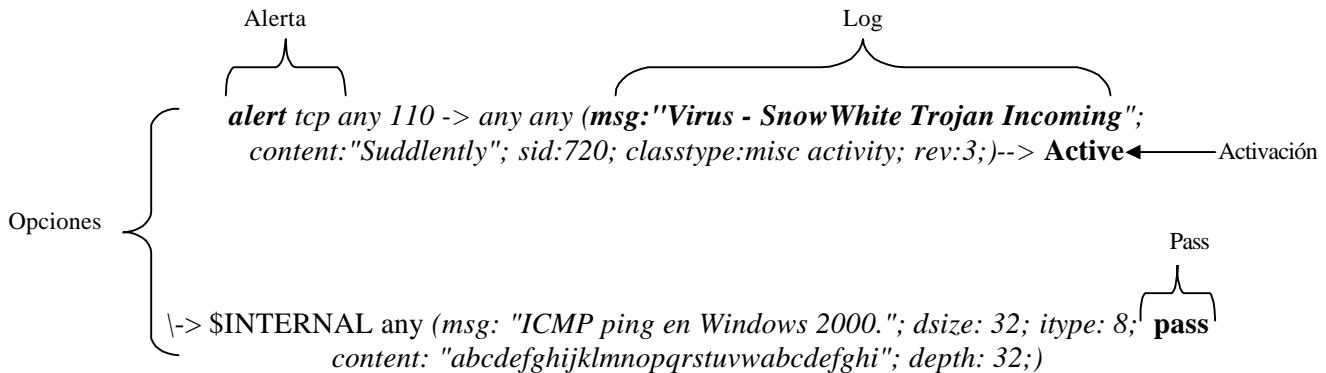 Alerta
Log
alert tcp any 110 -> any any (msg:"Virus - SnowWhite Trojan Incoming";
content:"Suddlently"; sid:720; classtype:misc activity; rev:3;)--> Active
Activación
Opciones
Pass
\-> $INTERNAL any (msg: "ICMP ping en Windows 2000."; dsize: 32; itype: 8; pass
content: "abcdefghijklmnopqrstuvwabcdefghi"; depth: 32;)